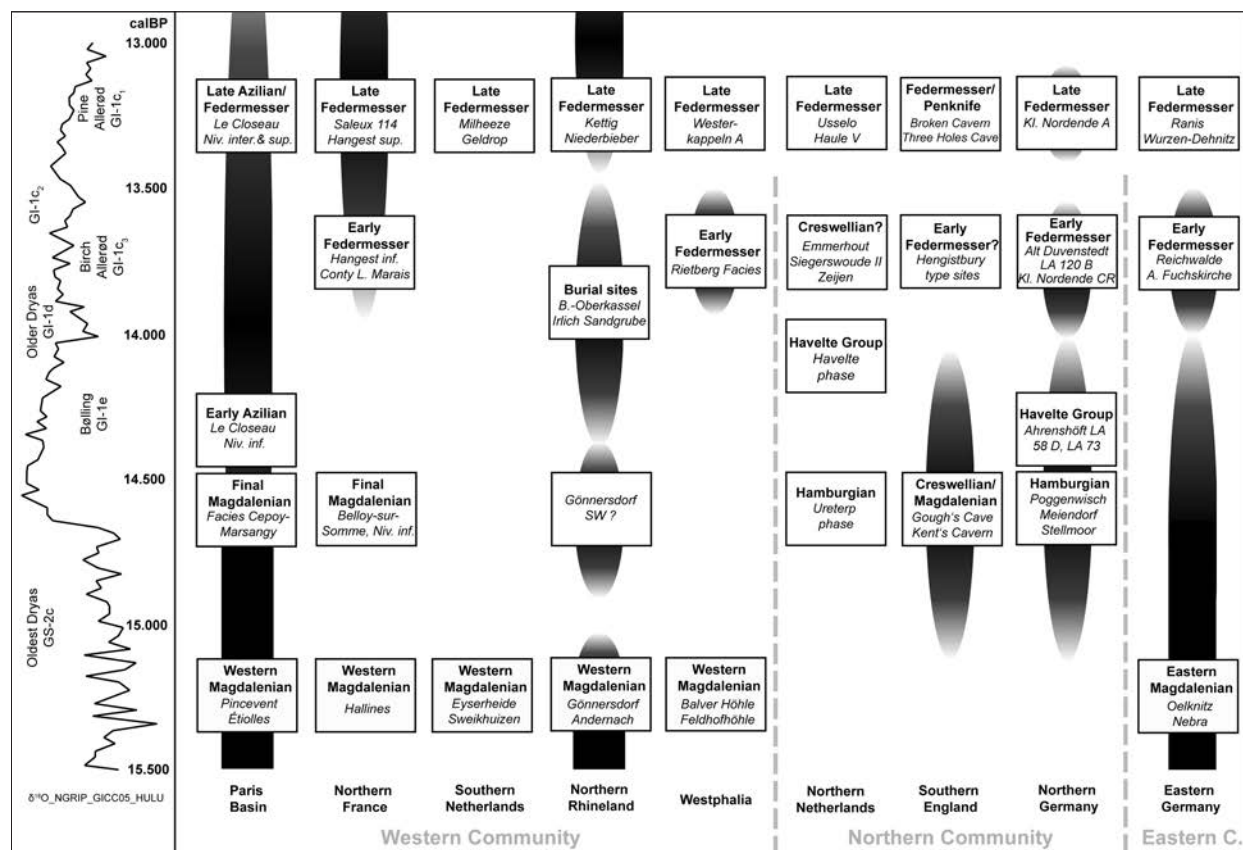 calBP
13.000
13.500
14.000
14.500
15.000
15.500
Pine
Allerød
GI-1c₁
GI-1c₂
Birch
Allerød
GI-1c₃
Older Dryas
GI-1d
Bølling
GI-1e
Oldest Dryas
GS-2c
δ¹⁸O_NGRIP_GICC05_HULU
Late Azilian/
Federmesser
Le Closeau
Niv. inter.& sup.
Late
Federmesser
Saleux 114
Hangest sup.
Late
Federmesser
Milheeze
Geldrop
Late
Federmesser
Kettig
Niederbieber
Late
Federmesser
Wester-
kappeln A
Late
Federmesser
Usselo
Haule V
Federmesser/
Penknife
Broken Cavern
Three Holes Cave
Late
Federmesser
Kl. Nordende A
Late
Federmesser
Ranis
Wurzen-Dehnitz
Early
Federmesser
Hangest inf.
Conty L. Marais
Burial sites
B.-Oberkassel
Irlich Sandgrube
Early
Federmesser
Rietberg Facies
Creswellian?
Emmerhout
Siegerswoude II
Zeijen
Early
Federmesser?
Hengistbury
type sites
Early
Federmesser
Alt Duvenstedt
LA 120 B
Kl. Nordende CR
Early
Federmesser
Reichwalde
A. Fuchskirche
Havelte Group
Havelte
phase
Early Azilian
Le Closeau
Niv. inf.
Havelte Group
Ahrenshöft LA
58 D, LA 73
Final
Magdalenian
Facies Cepoy-
Marsangy
Final
Magdalenian
Belloy-sur-
Somme, Niv. inf.
Gönnersdorf
SW ?
Hamburgian
Ureterp
phase
Creswellian/
Magdalenian
Gough's Cave
Kent's Cavern
Hamburgian
Poggenwisch
Meiendorf
Stellmoor
Western
Magdalenian
Pincevent
Étiolles
Western
Magdalenian
Hallines
Western
Magdalenian
Eyserheide
Sweikhuizen
Western
Magdalenian
Gönnersdorf
Andernach
Western
Magdalenian
Balver Höhle
Feldhofhöhle
Eastern
Magdalenian
Oelknitz
Nebra
Paris
Basin
Northern
France
Southern
Netherlands
Northern
Rhineland
Westphalia
Northern
Netherlands
Southern
England
Northern
Germany
Eastern
Germany
Western Community
Northern Community
Eastern C.